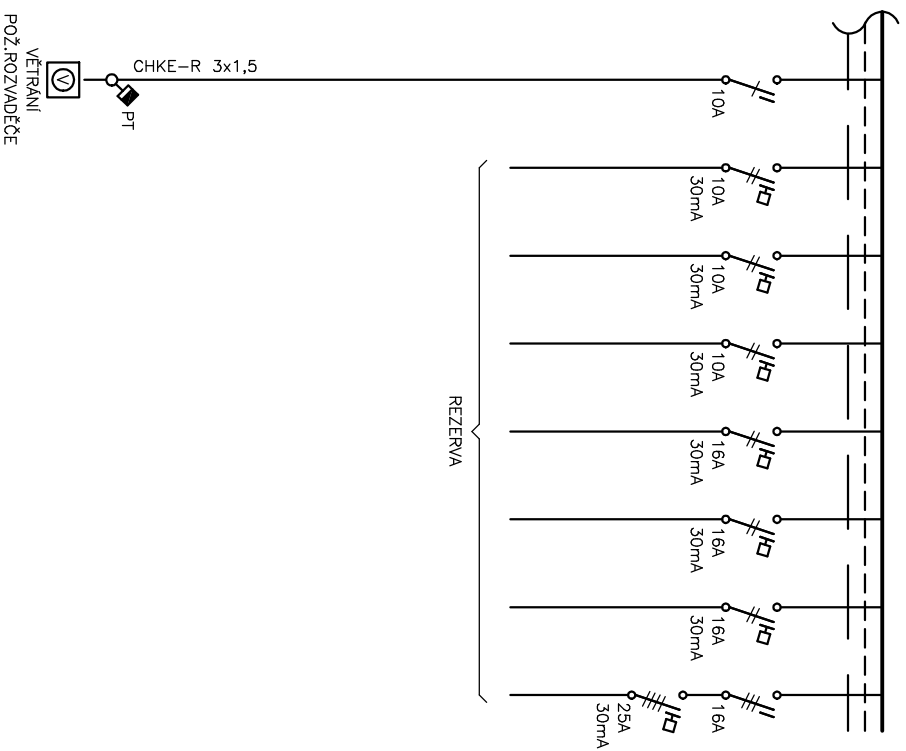 CHKE-R 3x1,5
PT
VĚTRÁNÍ
POŽ.ROZVADĚČE
V
10A
10A
30mA
10A
30mA
10A
30mA
16A
30mA
16A
30mA
16A
30mA
16A
25A
30mA
REZERVA